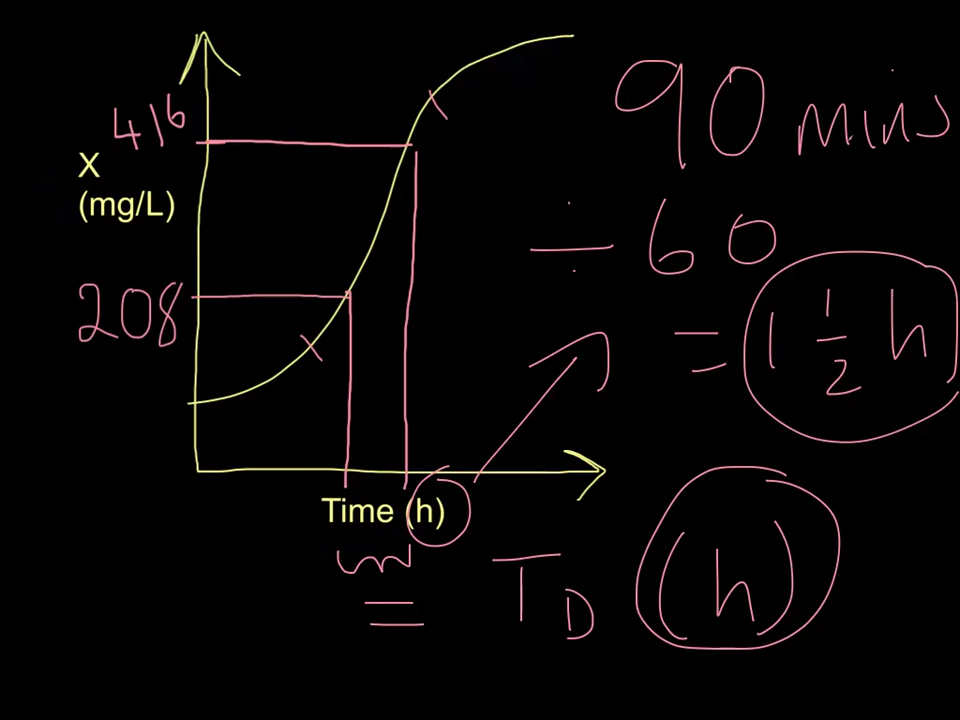 90 mins
416
X
(mg/L)
÷ 60
208
= 1 1/2 h
Time (h)
= TD (h)